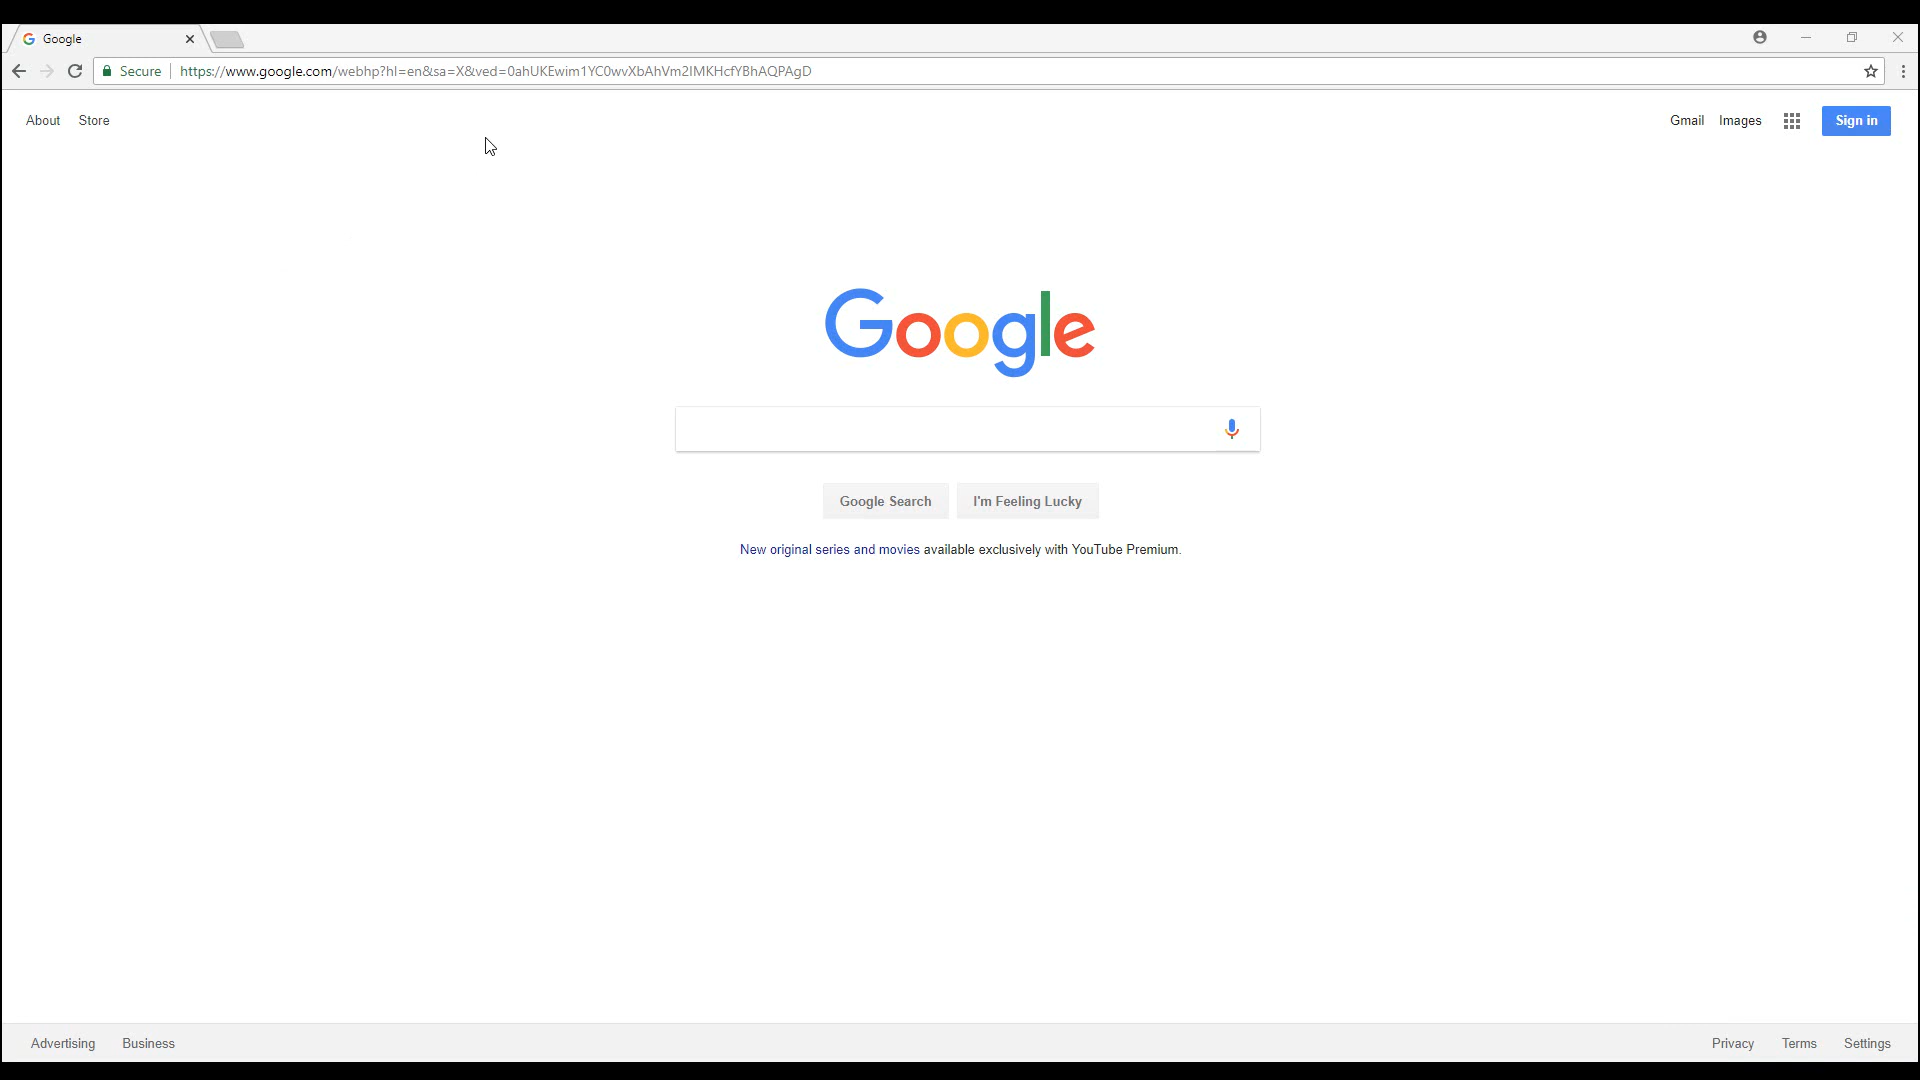 Google
Secure https://www.google.com/webhp?hl=en&sa=X&ved=0ahUKEwim1YC0wvXbAhVm2IMKHcfYBhAQPAgD
About Store Gmail Images Sign in
Google
Google Search I'm Feeling Lucky
New original series and movies available exclusively with YouTube Premium.
Advertising Business Privacy Terms Settings